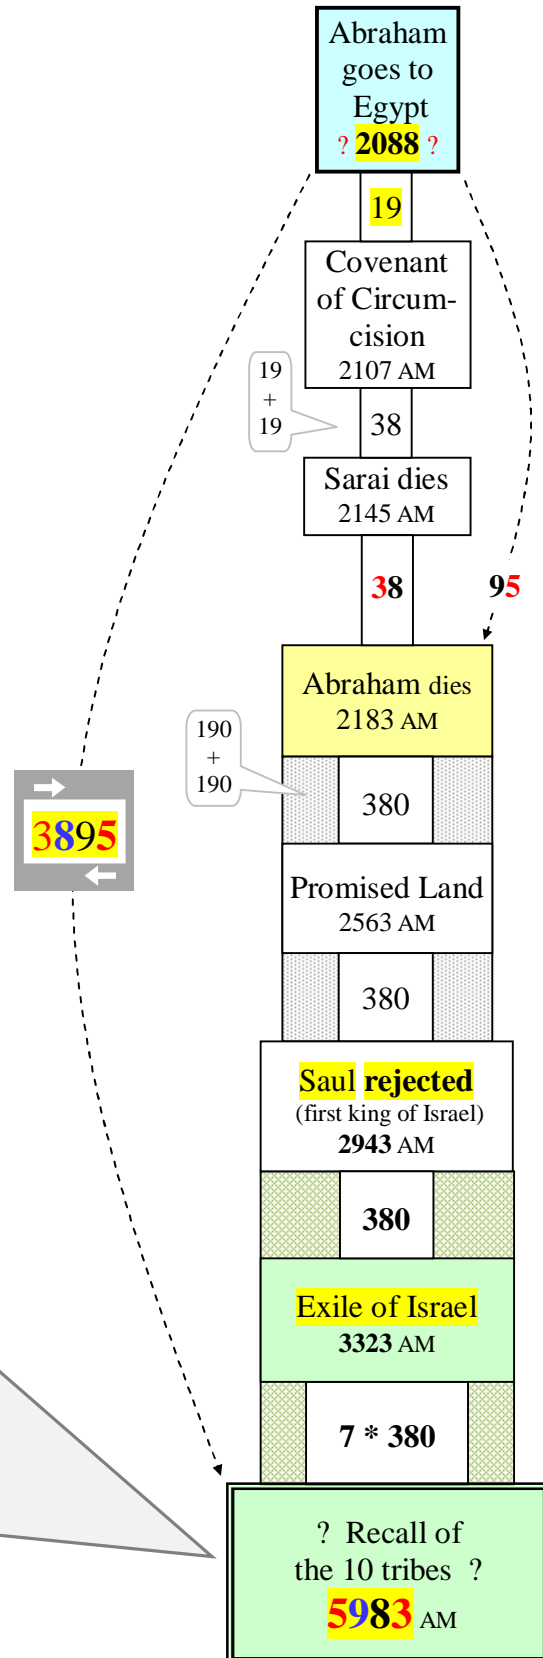 Abraham
goes to
Egypt
? 2088 ?
19
Covenant
of Circum-
cision
2107 AM
19
+
19
38
Sarai dies
2145 AM
38
95
Abraham dies
2183 AM
190
+
190
380
3895
Promised Land
2563 AM
380
Saul rejected
(first king of Israel)
2943 AM
380
Exile of Israel
3323 AM
7 * 380
? Recall of
the 10 tribes ?
5983 AM